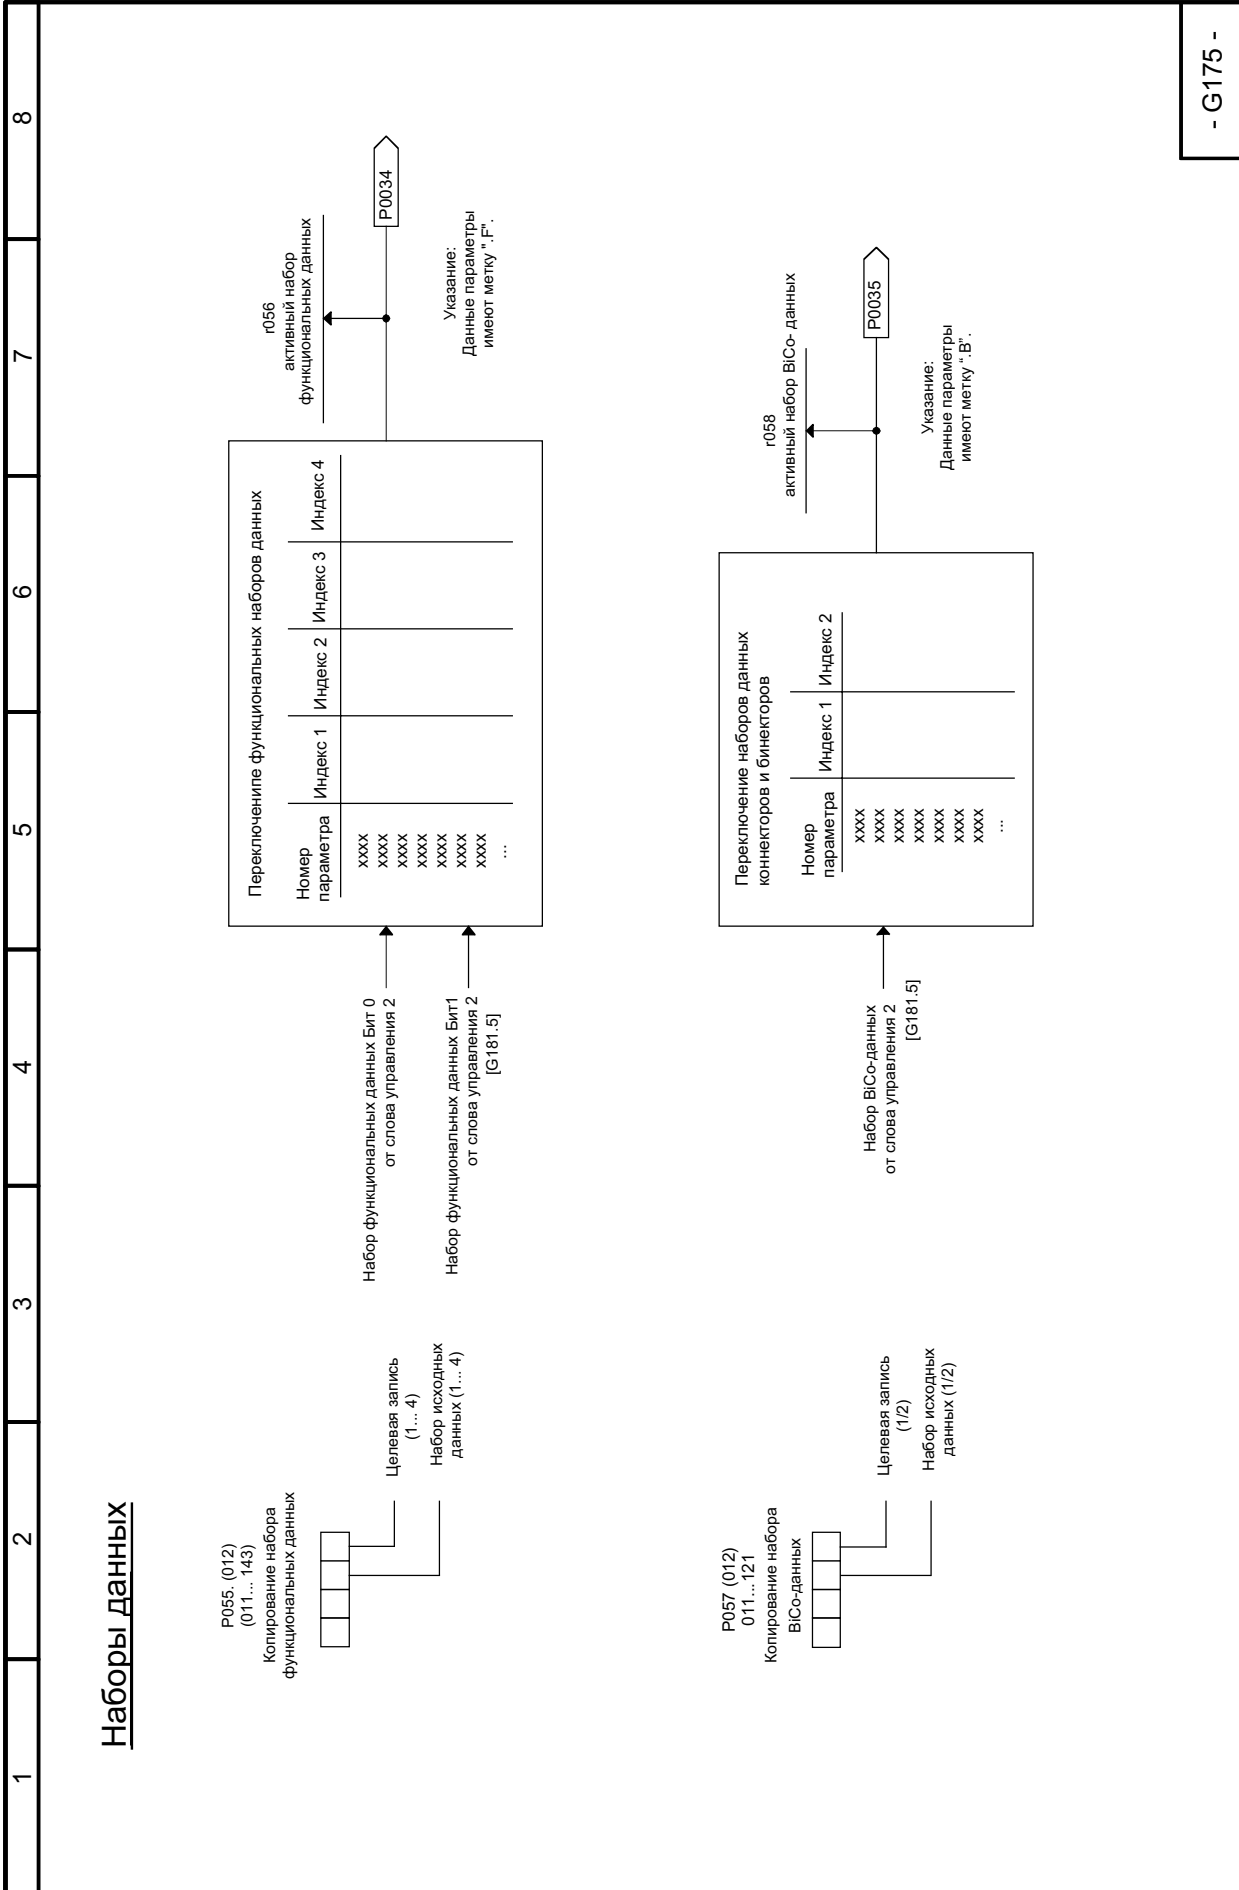 1
2
3
4
5
6
7
8
Наборы данных
P055. (012)
(011... 143)
Копирование набора
функциональных данных
Целевая запись
(1... 4)
Набор исходных
данных (1... 4)
Набор функциональных данных Бит 0
от слова управления 2
Набор функциональных данных Бит1
от слова управления 2
[G181.5]
Переключенипе функциональных наборов данных
Номер
параметра
Индекс 1
Индекс 2
Индекс 3
Индекс 4
xxxx
xxxx
xxxx
xxxx
xxxx
xxxx
xxxx
...
r056
активный набор
функциональных данных
P0034
Указание:
Данные параметры
имеют метку ".F".
P057 (012)
011...121
Копирование набора
BiCo-данных
Целевая запись
(1/2)
Набор исходных
данных (1/2)
Набор BiCo-данных
от слова управления 2
[G181.5]
Переключение наборов данных
коннекторов и бинекторов
Номер
параметра
Индекс 1
Индекс 2
xxxx
xxxx
xxxx
xxxx
xxxx
xxxx
xxxx
...
r058
активный набор BiCo- данных
P0035
Указание:
Данные параметры
имеют метку “.B”.
- G175 -